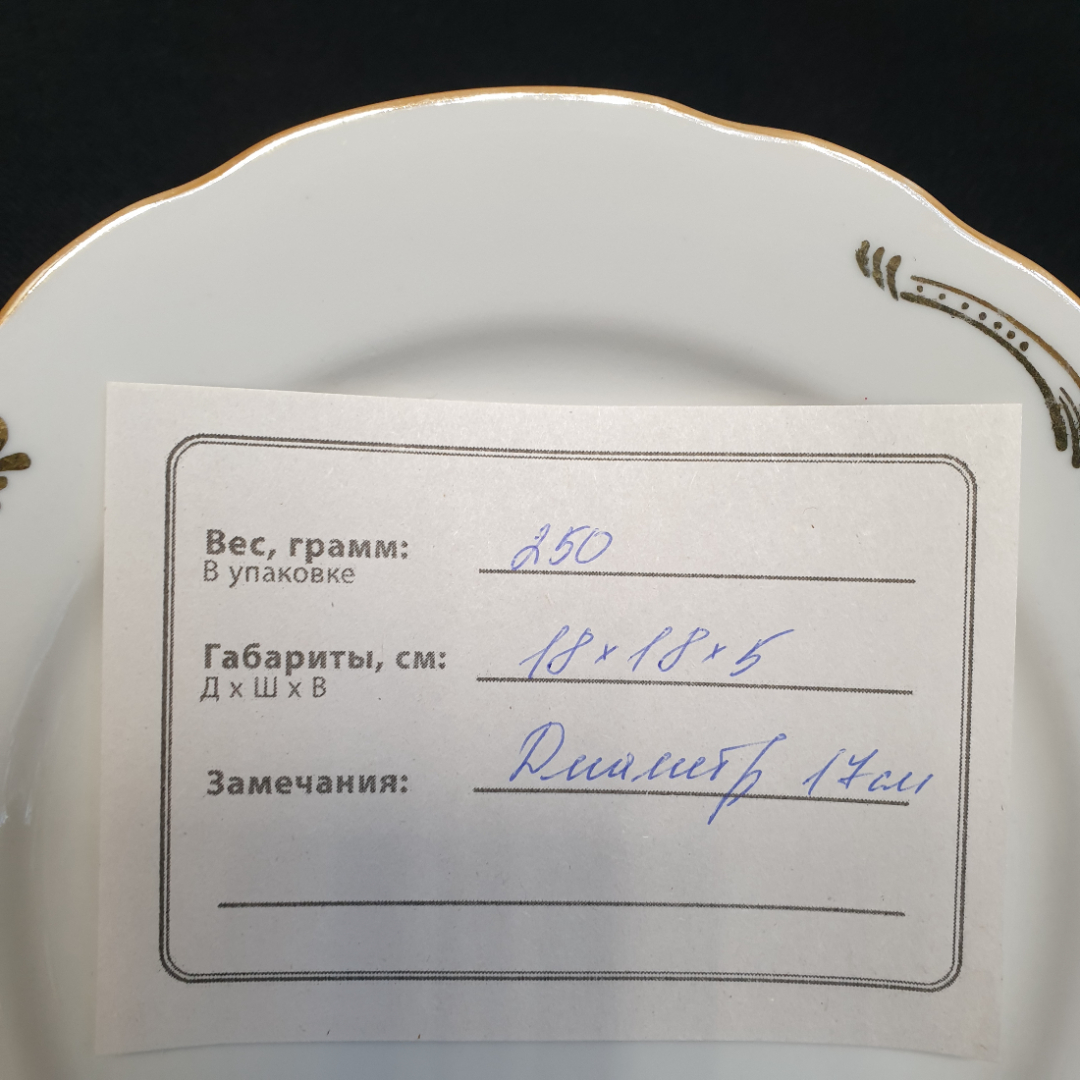 Вес, грамм: 250
В упаковке
Габариты, см: 18 x 18 x 5
Д x Ш x В
Замечания: Диаметр 17см